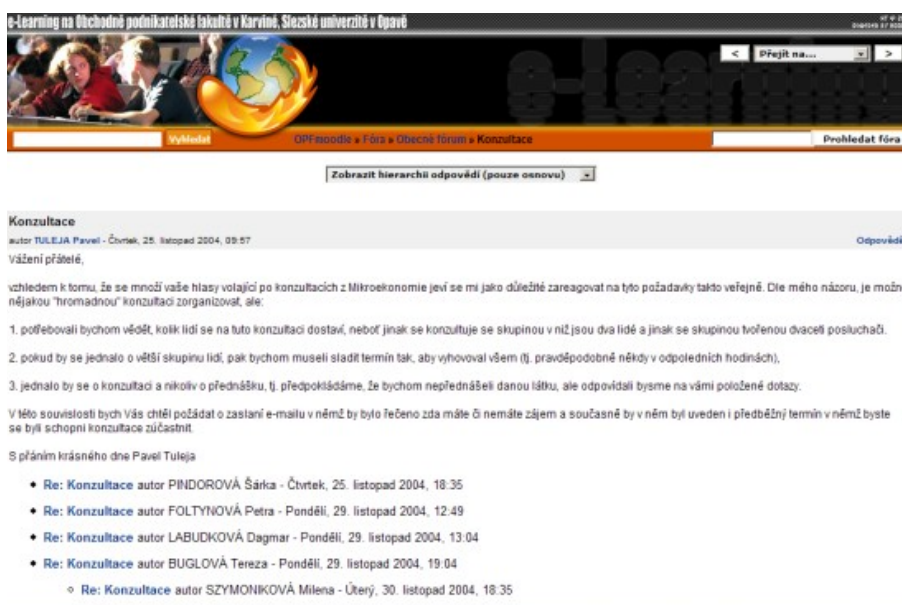 e-Learning na Obchodně podnikatelské fakultě v Karviné, Slezské univerzitě v Opavě
< Přejít na... >
Vyhledat OPFmoodle » Fóra » Obecné fórum » Konzultace Prohledat fóra
Zobrazit hierarchii odpovědí (pouze osnovu)
Konzultace
autor TULEJA Pavel - Čtvrtek, 25. listopad 2004, 09:57 Odpovědě
Vážení přátelé,
vzhledem k tomu, že se množí vaše hlasy volající po konzultacích z Mikroekonomie jeví se mi jako důležité zareagovat na tyto požadavky takto veřejně. Dle mého názoru, je možn
nějakou "hromadnou" konzultaci zorganizovat, ale:
1. potřebovali bychom vědět, kolik lidí se na tuto konzultaci dostaví, neboť jinak se konzultuje se skupinou v níž jsou dva lidé a jinak se skupinou tvořenou dvaceti posluchači.
2. pokud by se jednalo o větší skupinu lidí, pak bychom museli sladit termín tak, aby vyhovoval všem (tj. pravděpodobně někdy v odpoledních hodinách),
3. jednalo by se o konzultaci a nikoliv o přednášku, tj. předpokládáme, že bychom nepřednášeli danou látku, ale odpovídali bysme na vámi položené dotazy.
V této souvislosti bych Vás chtěl požádat o zaslání e-mailu v němž by bylo řečeno zda máte či nemáte zájem a současně by v něm byl uveden i předběžný termín v němž byste
se byli schopni konzultace zúčastnit.
S přáním krásného dne Pavel Tuleja
Re: Konzultace autor PINDOROVÁ Šárka - Čtvrtek, 25. listopad 2004, 18:35
Re: Konzultace autor FOLTYNOVÁ Petra - Pondělí, 29. listopad 2004, 12:49
Re: Konzultace autor LABUDKOVÁ Dagmar - Pondělí, 29. listopad 2004, 13:04
Re: Konzultace autor BUGLOVÁ Tereza - Pondělí, 29. listopad 2004, 19:04
Re: Konzultace autor SZYMONIKOVÁ Milena - Úterý, 30. listopad 2004, 18:35